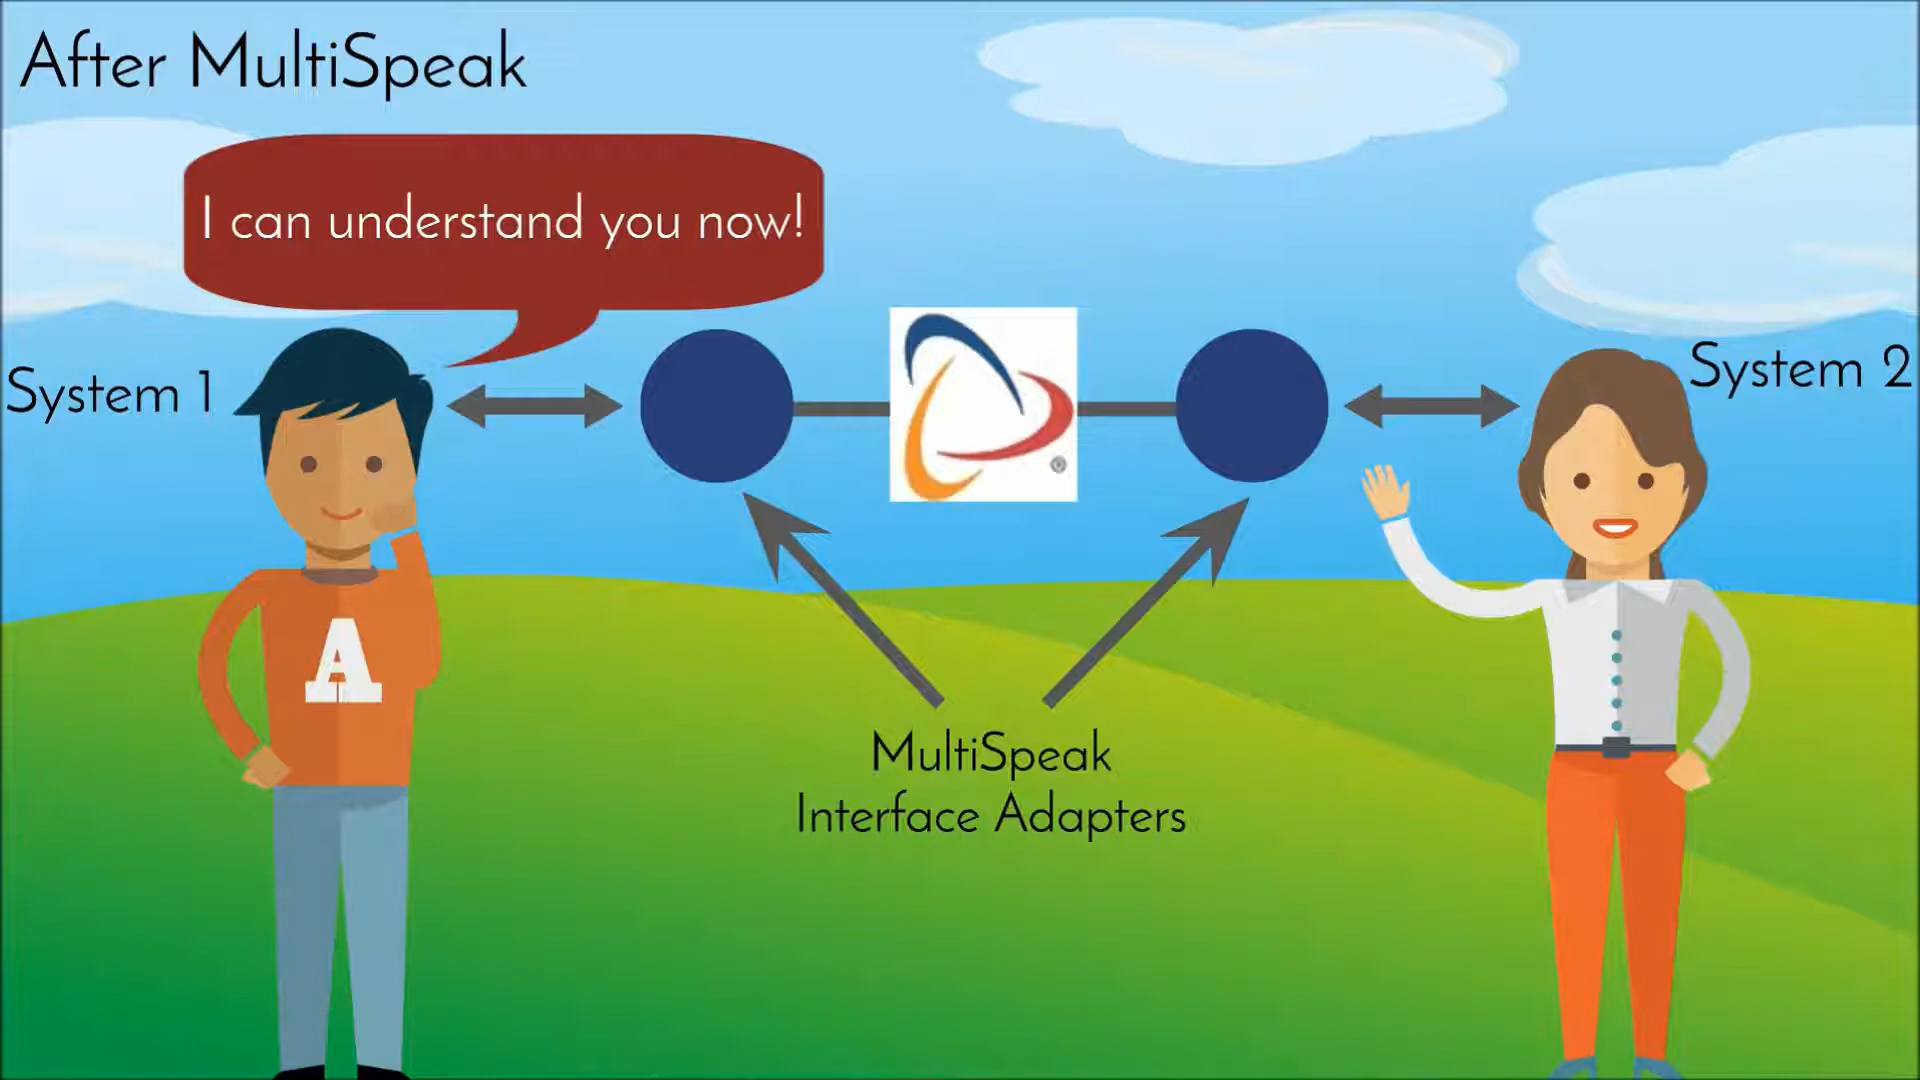 After MultiSpeak
I can understand you now!
System 1
System 2
®
A
MultiSpeak
Interface Adapters